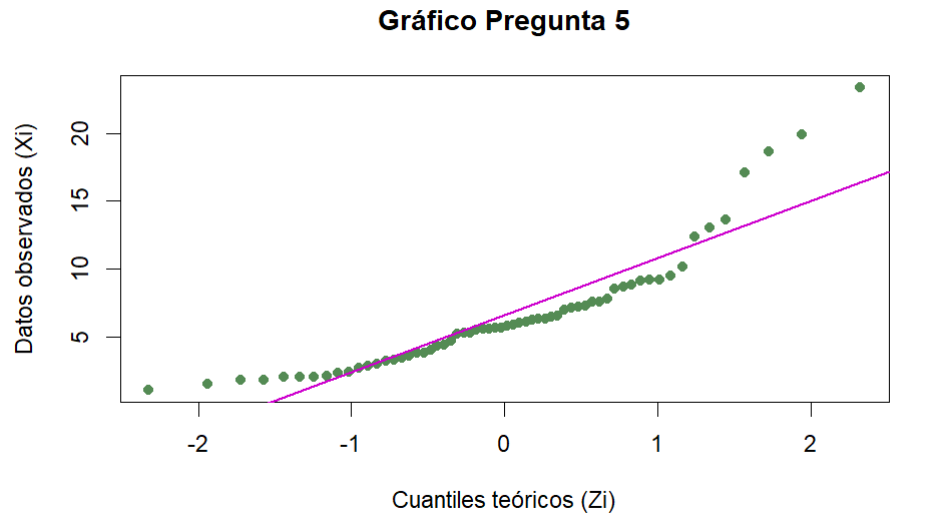 Gráfico Pregunta 5
Datos observados (Xi)
20
15
10
5
-2 -1 0 1 2
Cuantiles teóricos (Zi)